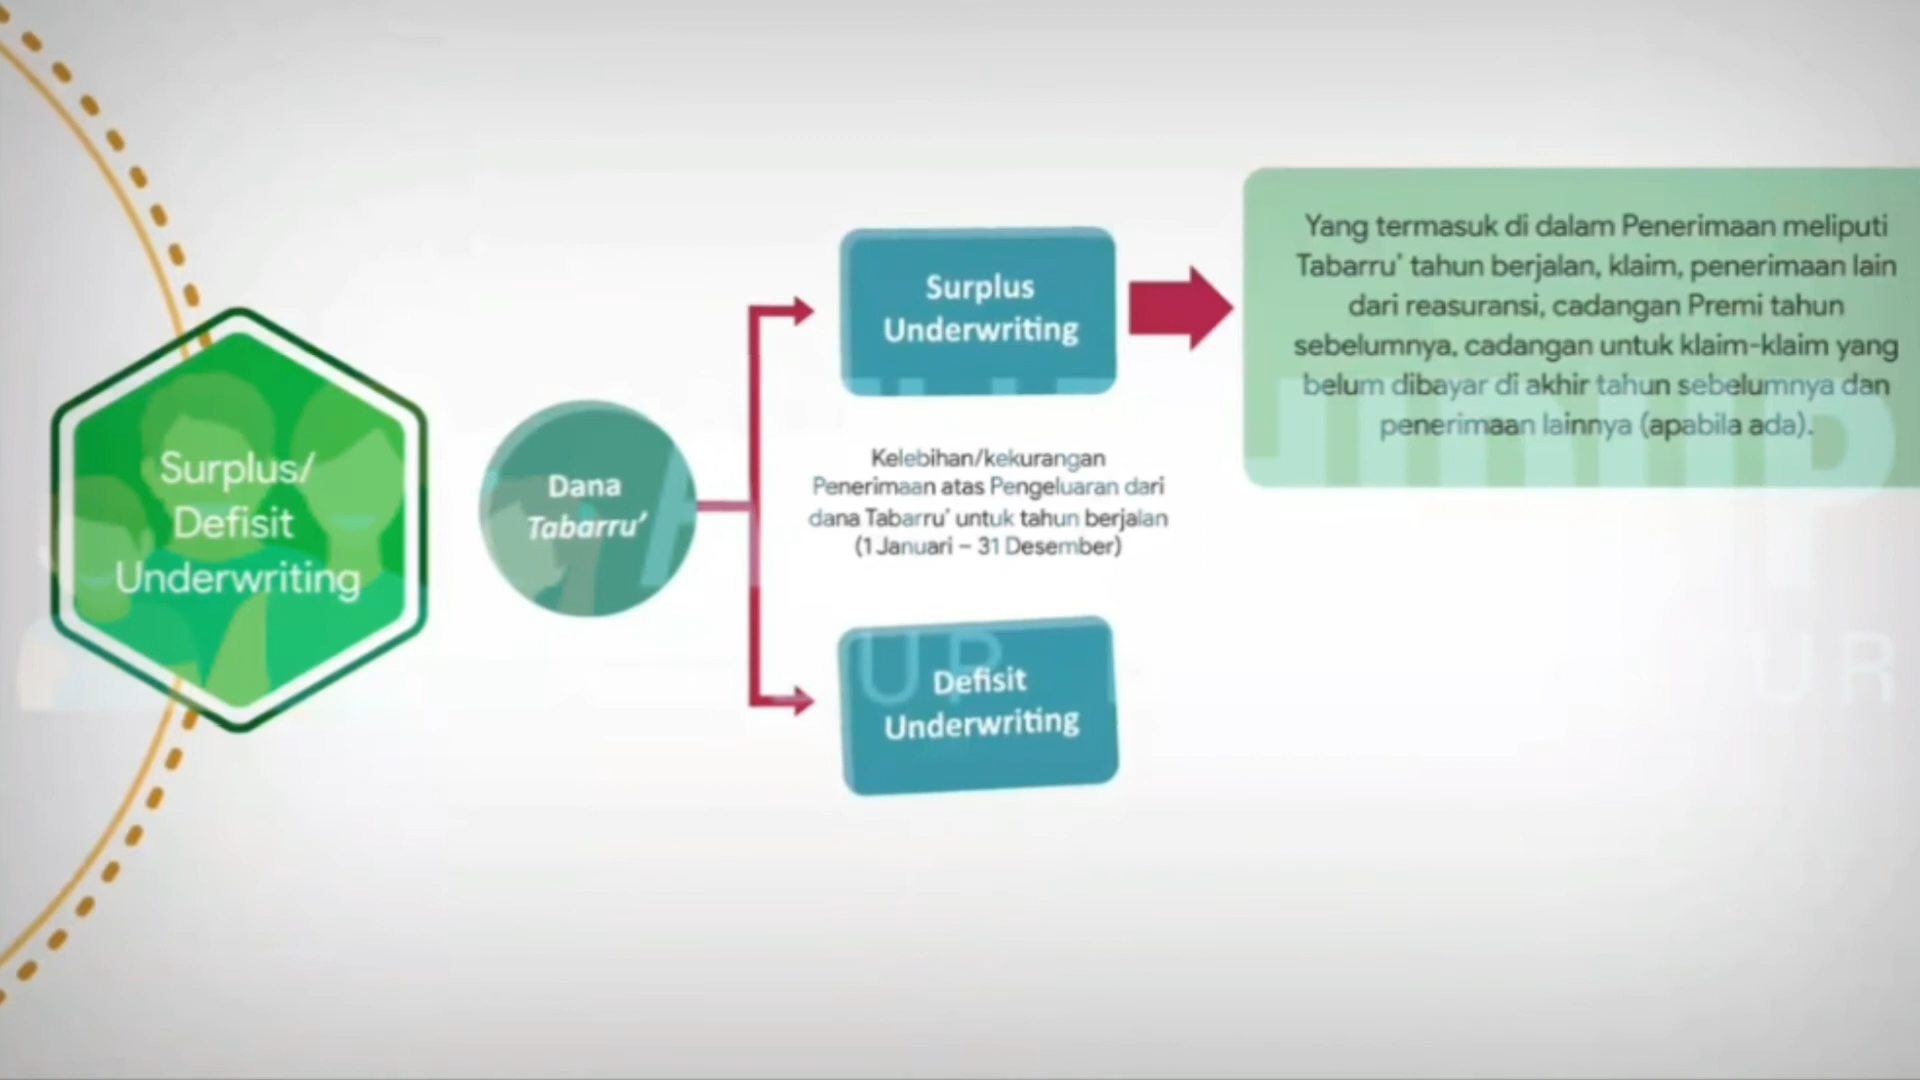 Surplus/
Defisit
Underwriting
Dana
Tabarru’
Surplus
Underwriting
Kelebihan/kekurangan
Penerimaan atas Pengeluaran dari
dana Tabarru’ untuk tahun berjalan
(1 Januari – 31 Desember)
Defisit
Underwriting
Yang termasuk di dalam Penerimaan meliputi
Tabarru’ tahun berjalan, klaim, penerimaan lain
dari reasuransi, cadangan Premi tahun
sebelumnya, cadangan untuk klaim-klaim yang
belum dibayar di akhir tahun sebelumnya dan
penerimaan lainnya (apabila ada).